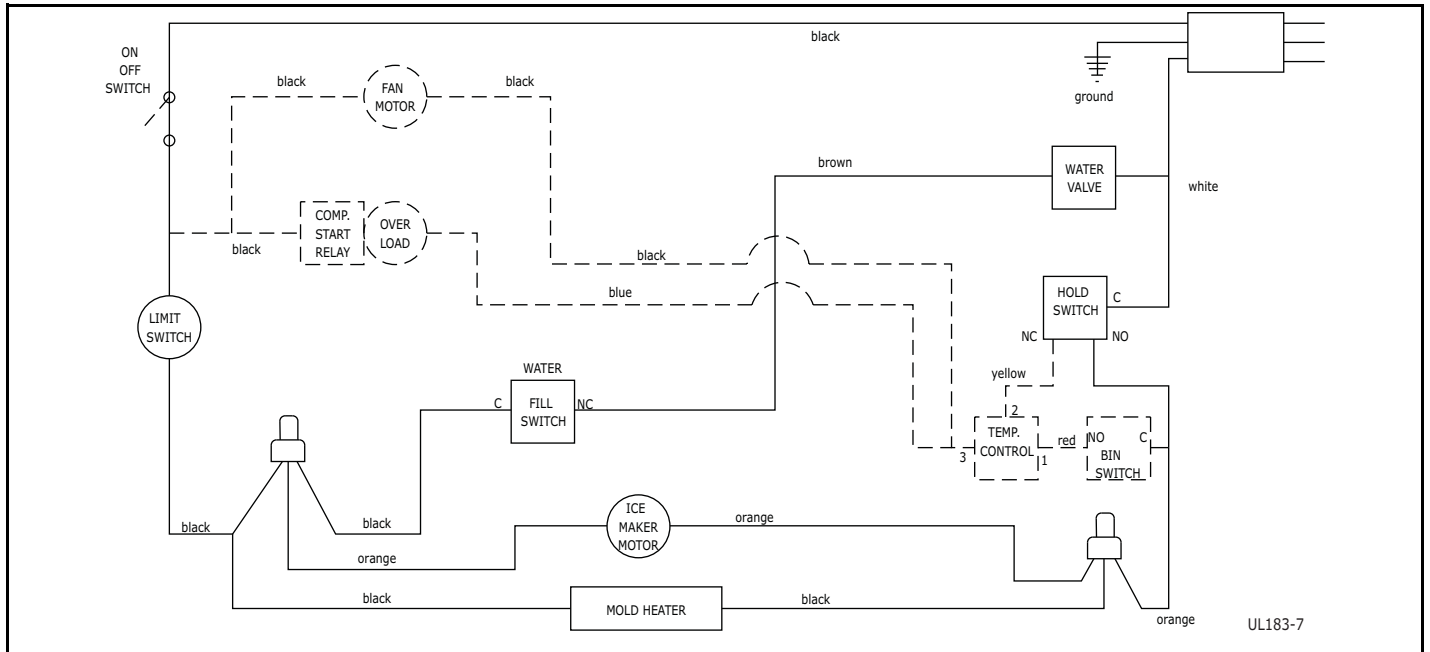 black
ON
OFF
SWITCH
black
FAN
MOTOR
black
ground
brown
WATER
VALVE
white
COMP.
START
RELAY
OVER
LOAD
black
black
blue
HOLD
SWITCH
C
NC
NO
LIMIT
SWITCH
WATER
C
FILL
SWITCH
NC
yellow
2
TEMP.
CONTROL
3
1
red
NO
C
BIN
SWITCH
black
black
orange
ICE
MAKER
MOTOR
orange
black
MOLD HEATER
black
orange
UL183-7